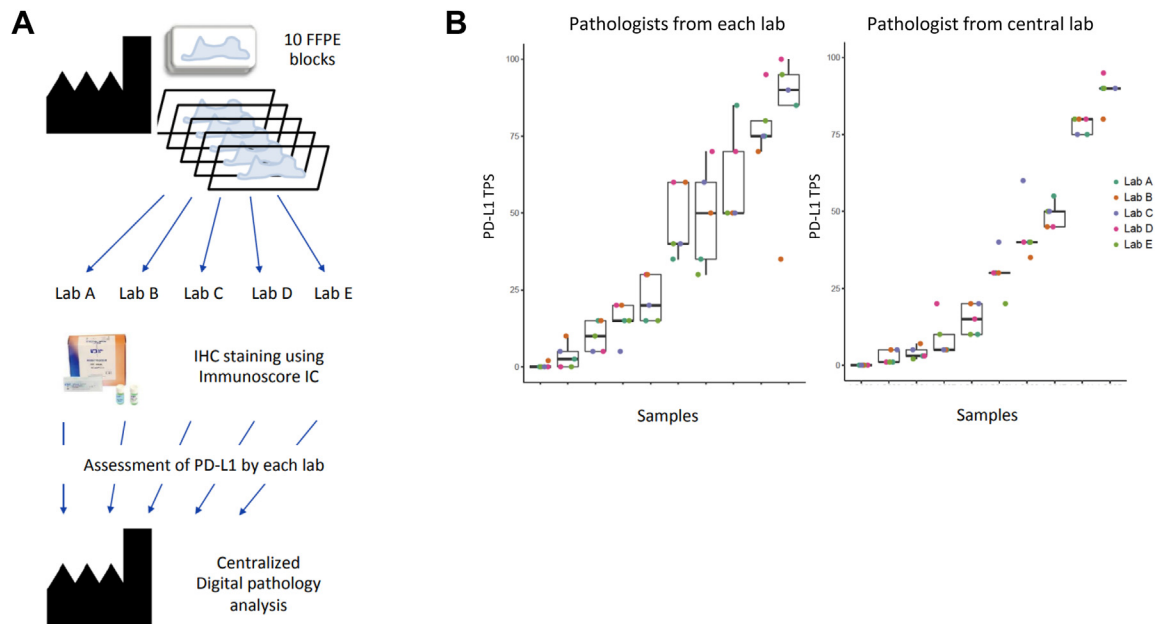 A
10 FFPE
blocks
Lab A Lab B Lab C Lab D Lab E
IHC staining using
Immunoscore IC
Assessment of PD-L1 by each lab
Centralized
Digital pathology
analysis
B
Pathologists from each lab
100
75
50
25
0
PD-L1 TPS
Samples
Pathologist from central lab
100
75
50
25
0
PD-L1 TPS
Samples
Lab A
Lab B
Lab C
Lab D
Lab E